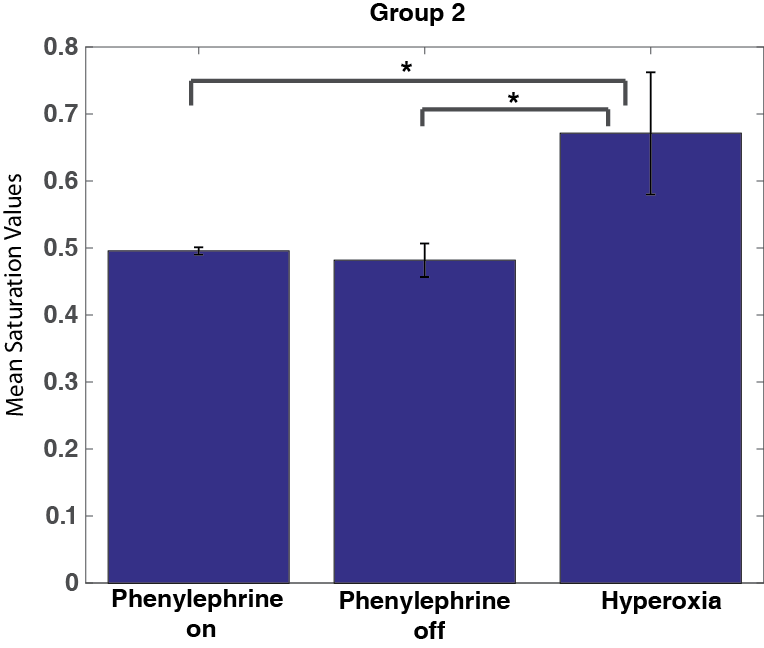 Group 2
Mean Saturation Values
0.8
0.7
0.6
0.5
0.4
0.3
0.2
0.1
0
*
*
Phenylephrine
on
Phenylephrine
off
Hyperoxia